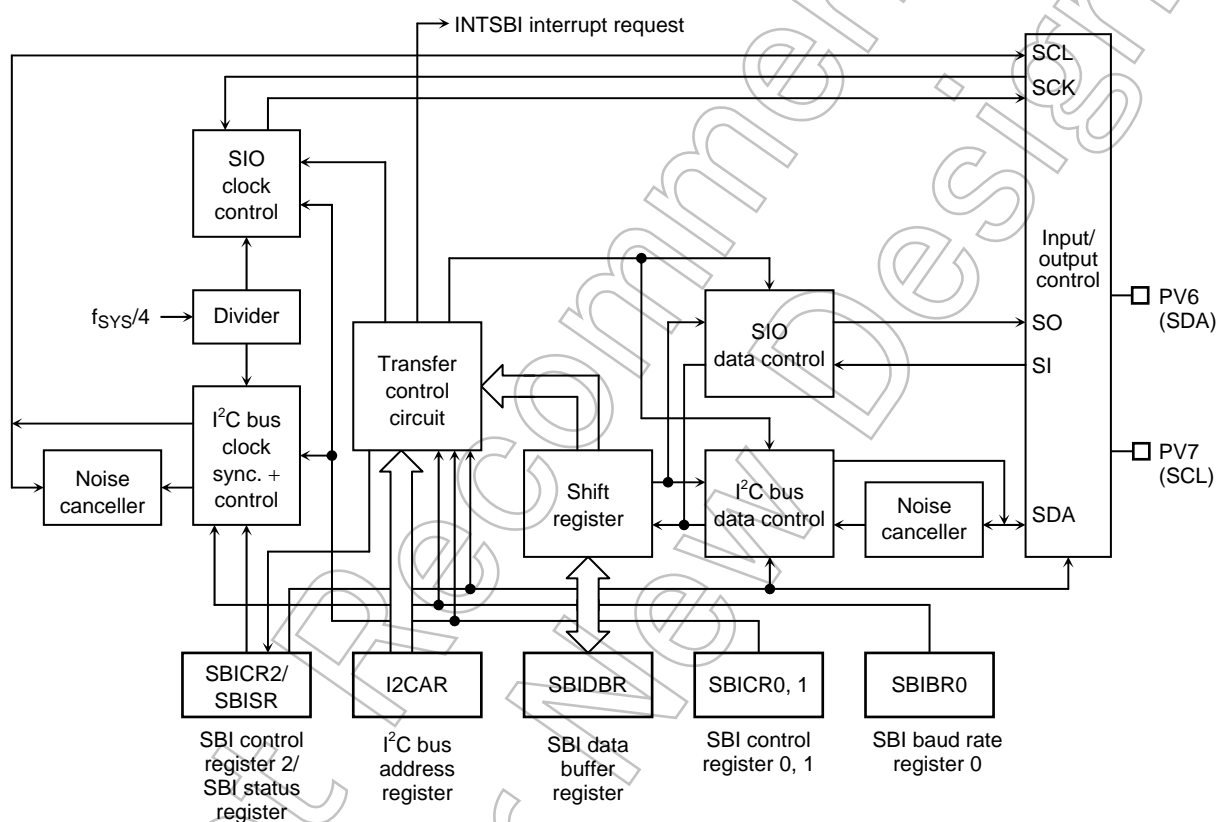 INTSBI interrupt request
SCL
SCK
SIO
clock
control
Input/
output
control
PV6
(SDA)
fSYS/4
Divider
SIO
data control
SO
SI
Transfer
control
circuit
I²C bus
clock
sync. +
control
Noise
canceller
Shift
register
I²C bus
data control
Noise
canceller
SDA
PV7
(SCL)
SBICR2/
SBISR
I2CAR
SBIDBR
SBICR0, 1
SBIBR0
SBI control
register 2/
SBI status
register
I²C bus
address
register
SBI data
buffer
register
SBI control
register 0, 1
SBI baud rate
register 0